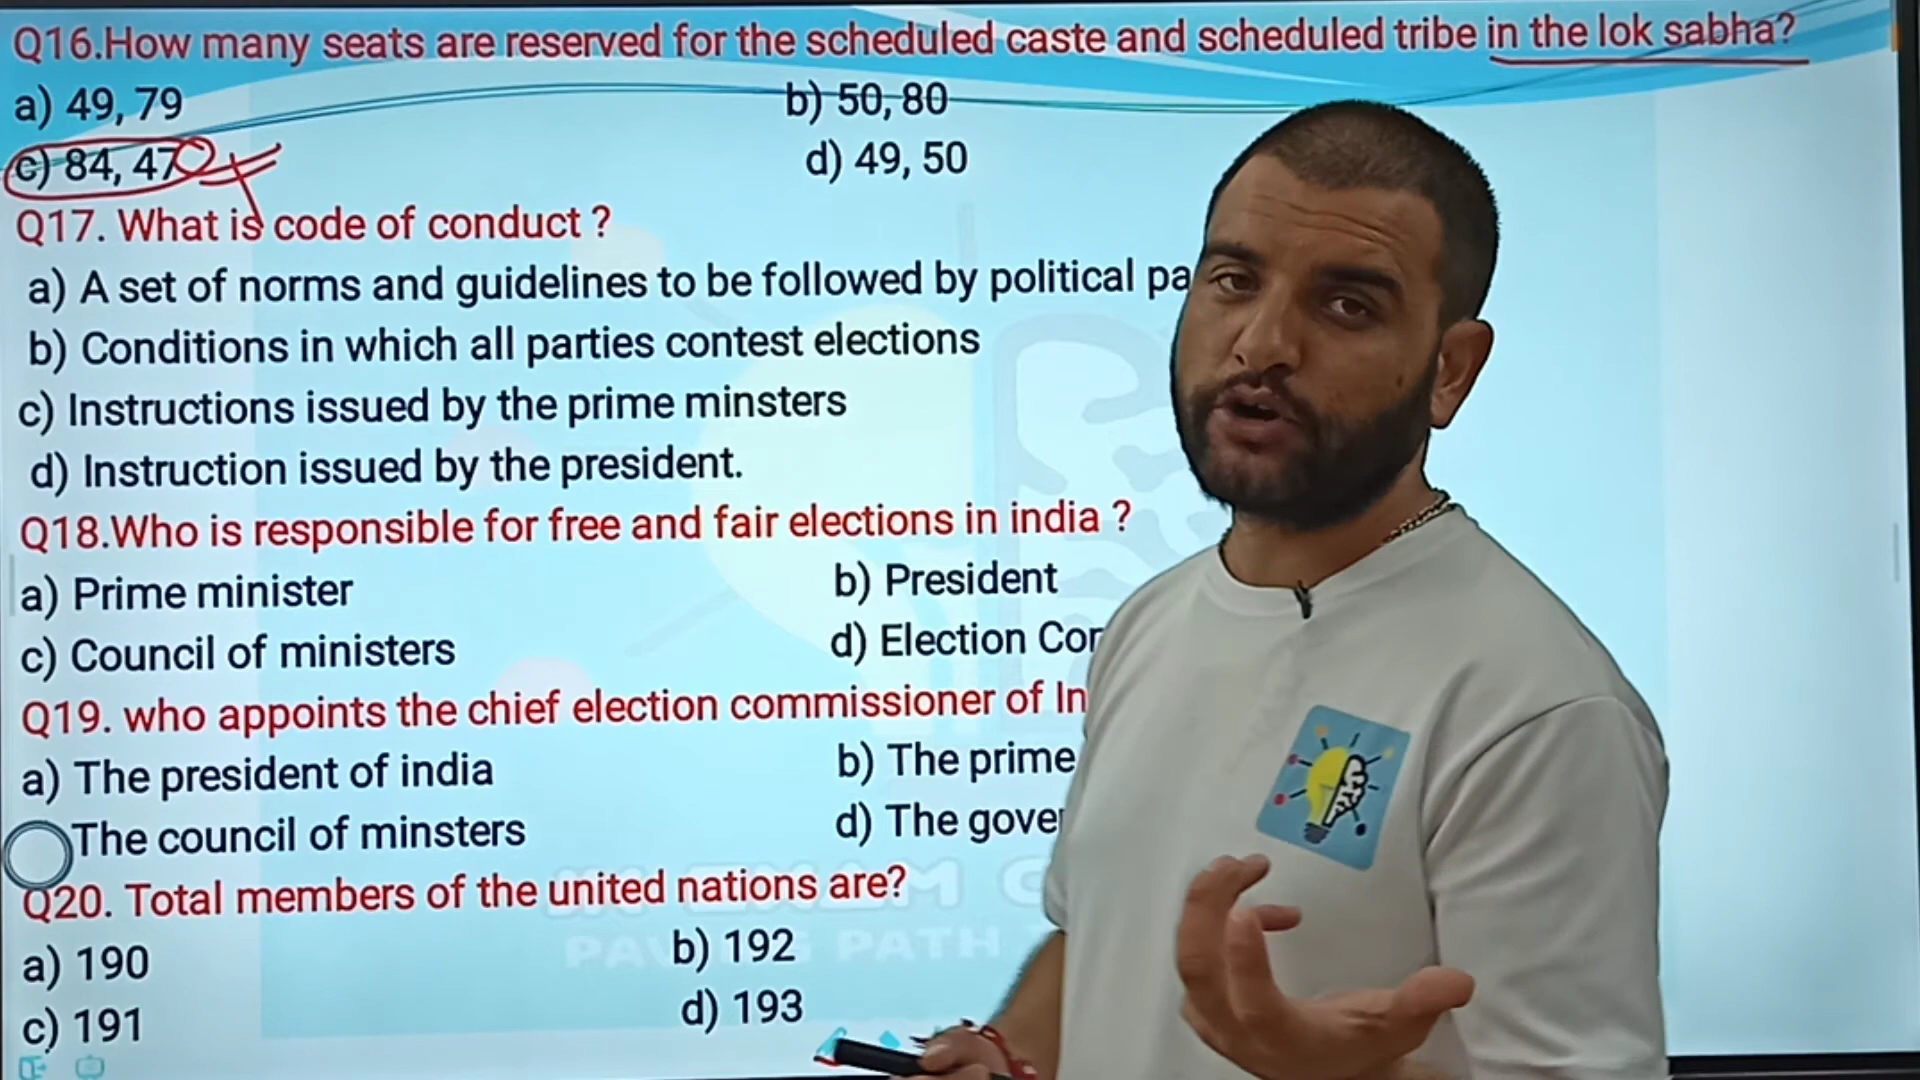 Q16.How many seats are reserved for the scheduled caste and scheduled tribe in the lok sabha?
a) 49, 79
b) 50, 80
c) 84, 47
d) 49, 50
Q17. What is code of conduct ?
a) A set of norms and guidelines to be followed by political pa
b) Conditions in which all parties contest elections
c) Instructions issued by the prime minsters
d) Instruction issued by the president.
Q18.Who is responsible for free and fair elections in india ?
a) Prime minister
b) President
c) Council of ministers
d) Election Cor
Q19. who appoints the chief election commissioner of In
a) The president of india
b) The prime
The council of minsters
d) The gover
Q20. Total members of the united nations are?
a) 190
b) 192
c) 191
d) 193
EXAM
PATH